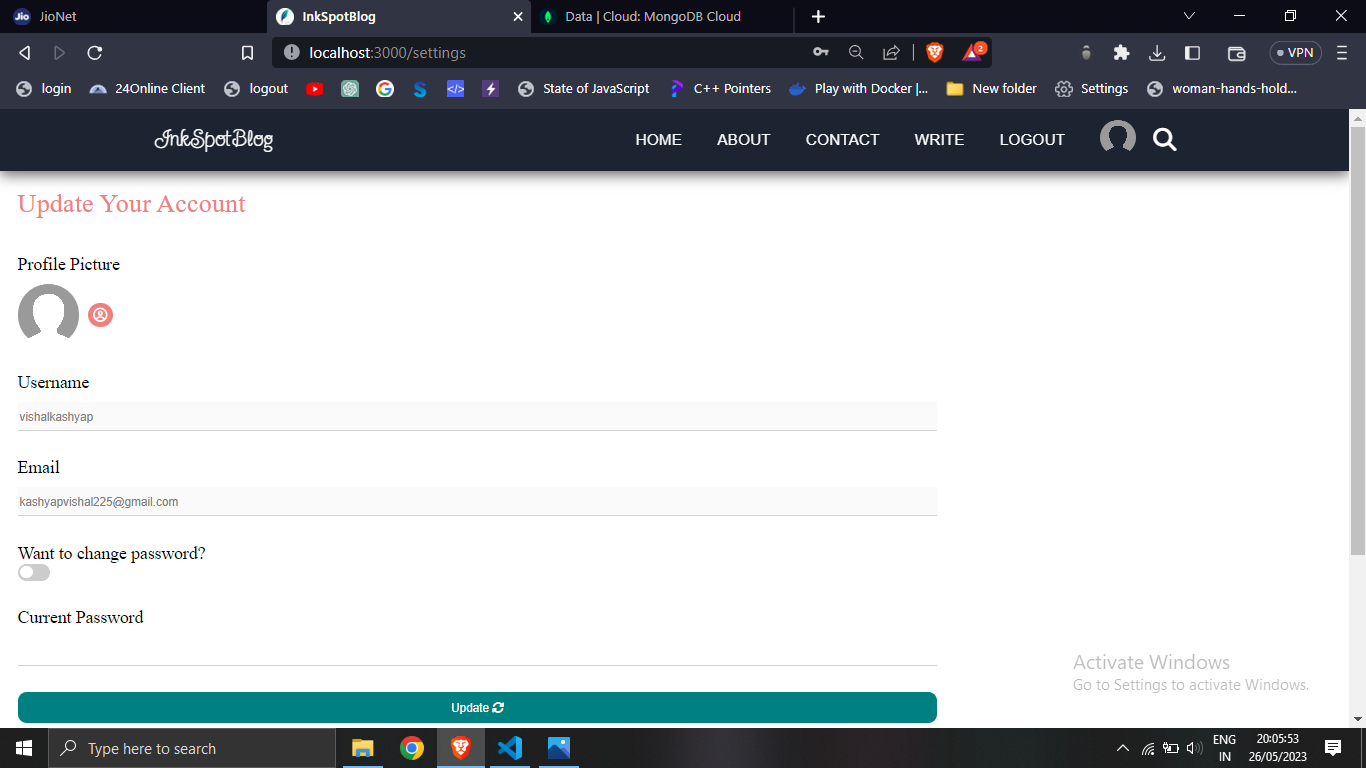 JioNet
InkSpotBlog
Data | Cloud: MongoDB Cloud
localhost:3000/settings
2
VPN
login
24Online Client
logout
State of JavaScript
C++ Pointers
Play with Docker |...
New folder
Settings
woman-hands-hold...
InkSpotBlog
HOME
ABOUT
CONTACT
WRITE
LOGOUT
Update Your Account
Profile Picture
Username
vishalkashyap
Email
kashyapvishal225@gmail.com
Want to change password?
Current Password
Activate Windows
Go to Settings to activate Windows.
Update
Type here to search
ENG
IN
20:05:53
26/05/2023